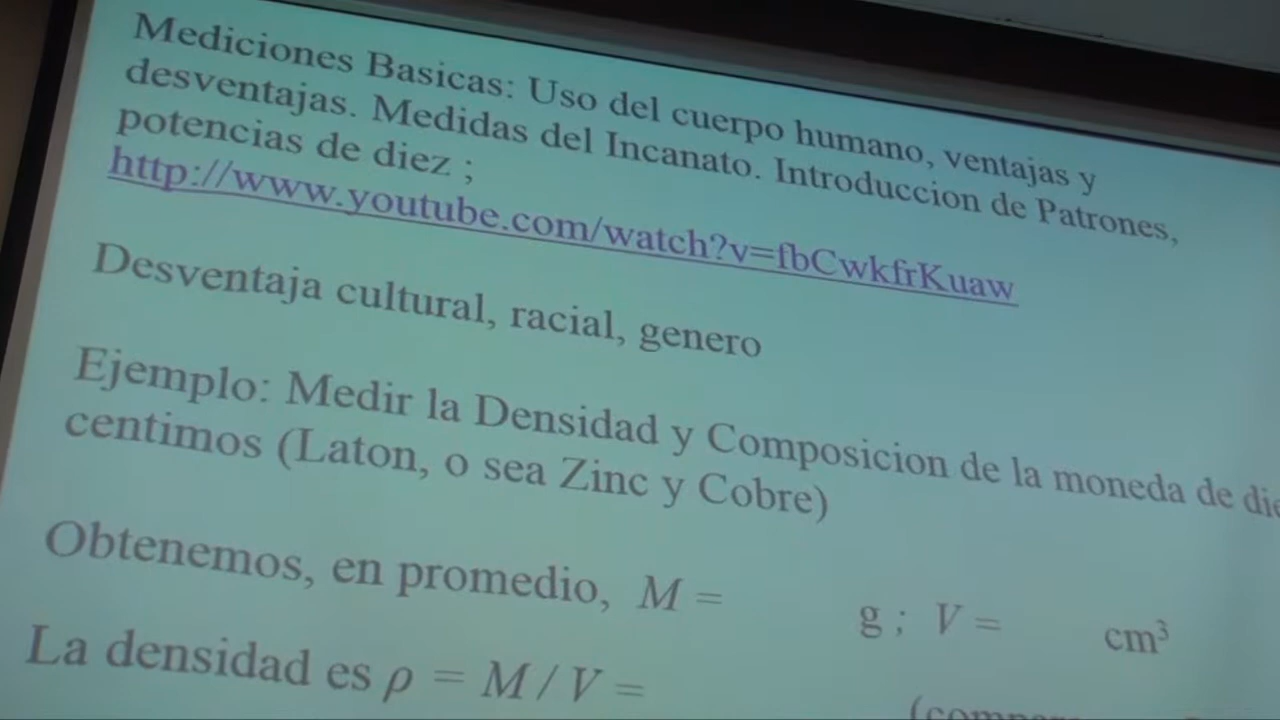 Mediciones Basicas: Uso del cuerpo humano, ventajas y
desventajas. Medidas del Incanato. Introduccion de Patrones,
potencias de diez ;
http://www.youtube.com/watch?v=fbCwkfrKuaw
Desventaja cultural, racial, genero
Ejemplo: Medir la Densidad y Composicion de la moneda de
centimos (Laton, o sea Zinc y Cobre)
Obtenemos, en promedio, M = g ; V = cm³
La densidad es ρ = M / V =